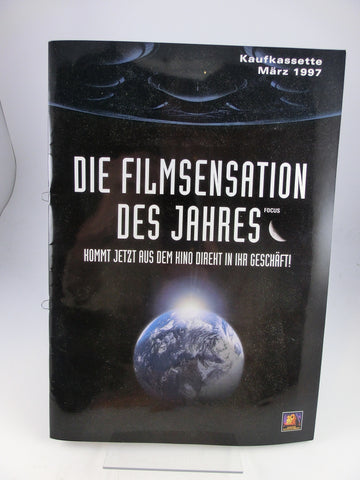 Kaufkassette
März 1997
DIE FILMSENSATION
DES JAHRES
FOCUS
KOMMT JETZT AUS DEM KINO DIREKT IN IHR GESCHÄFT!